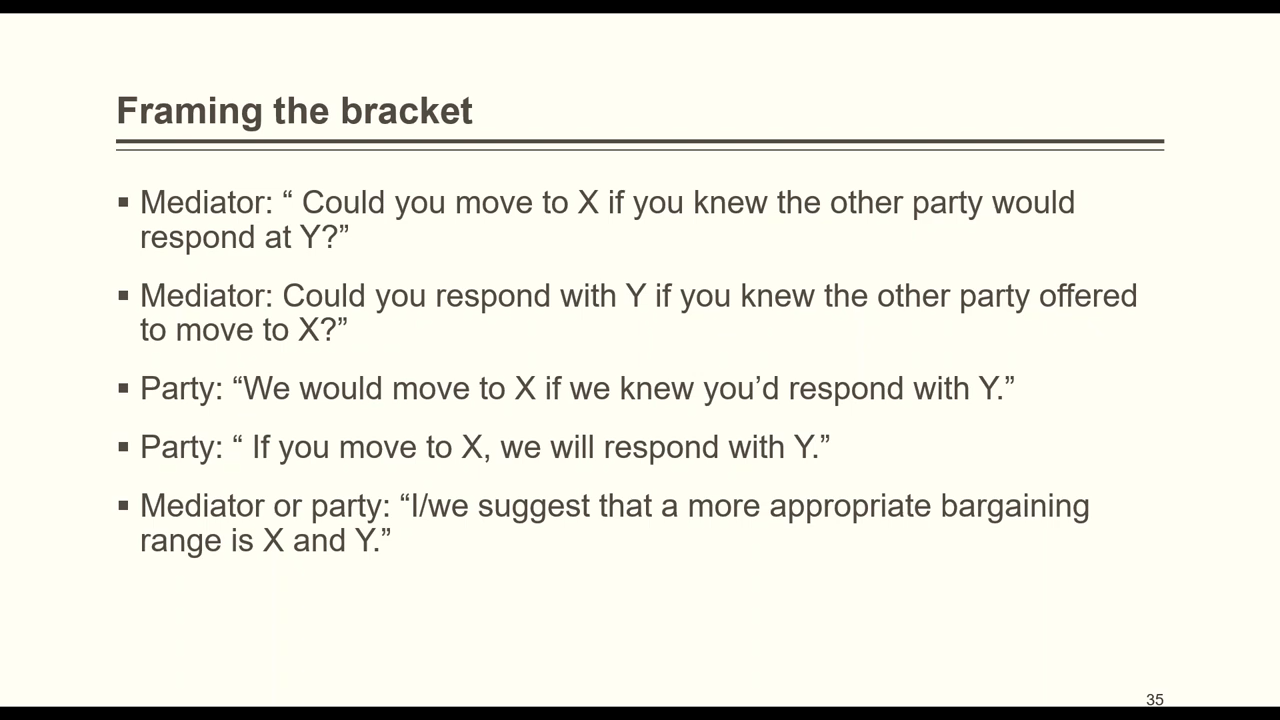 Framing the bracket
▪ Mediator: “ Could you move to X if you knew the other party would
respond at Y?”
▪ Mediator: Could you respond with Y if you knew the other party offered
to move to X?”
▪ Party: “We would move to X if we knew you’d respond with Y.”
▪ Party: “ If you move to X, we will respond with Y.”
▪ Mediator or party: “I/we suggest that a more appropriate bargaining
range is X and Y.”
35